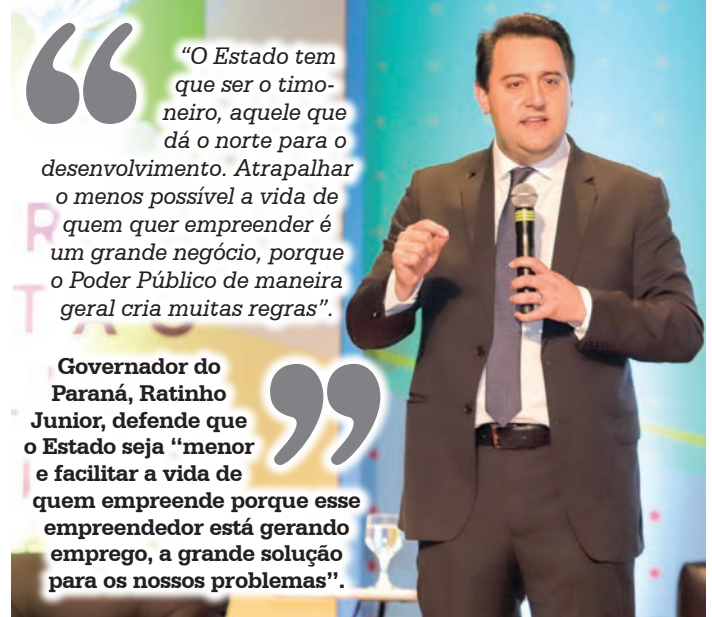 “O Estado tem
que ser o timo-
neiro, aquele que
dá o norte para o
desenvolvimento. Atrapalhar
o menos possível a vida de
quem quer empreender é
um grande negócio, porque
o Poder Público de maneira
geral cria muitas regras”.
Governador do
Paraná, Ratinho
Junior, defende que
o Estado seja “menor
e facilitar a vida de
quem empreende porque esse
empreendedor está gerando
emprego, a grande solução
para os nossos problemas”.